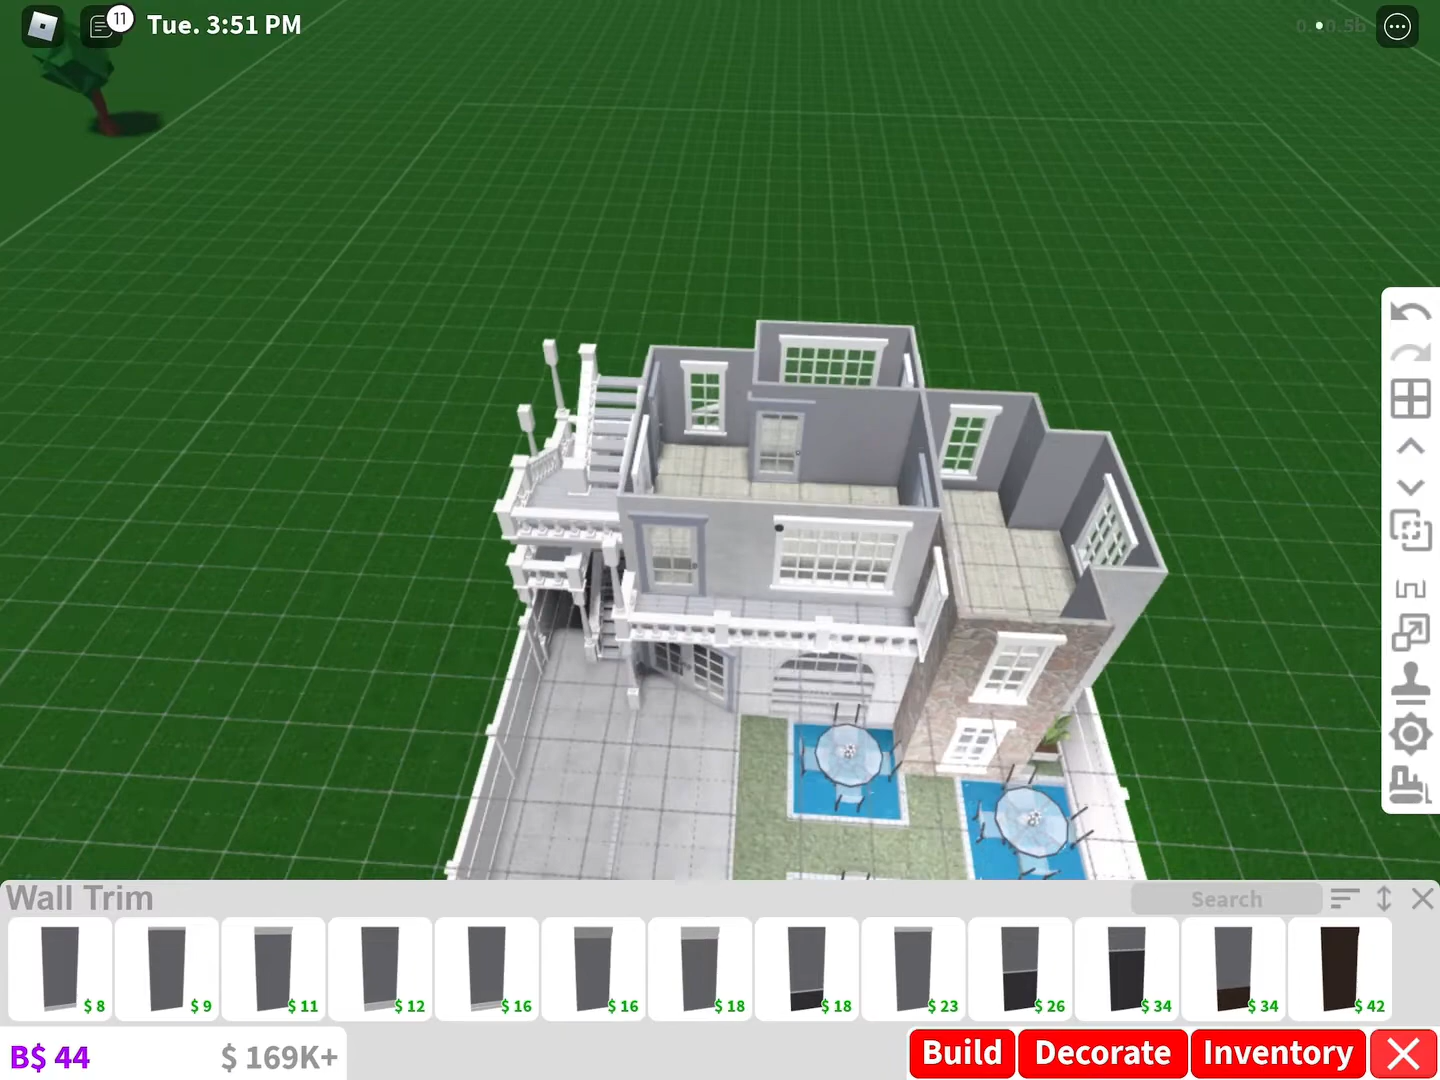 11
Tue. 3:51 PM
Wall Trim
Search
$ 8
$ 9
$ 11
$ 12
$ 16
$ 16
$ 18
$ 18
$ 23
$ 26
$ 34
$ 34
$ 42
B$ 44
$ 169K+
Build
Decorate
Inventory